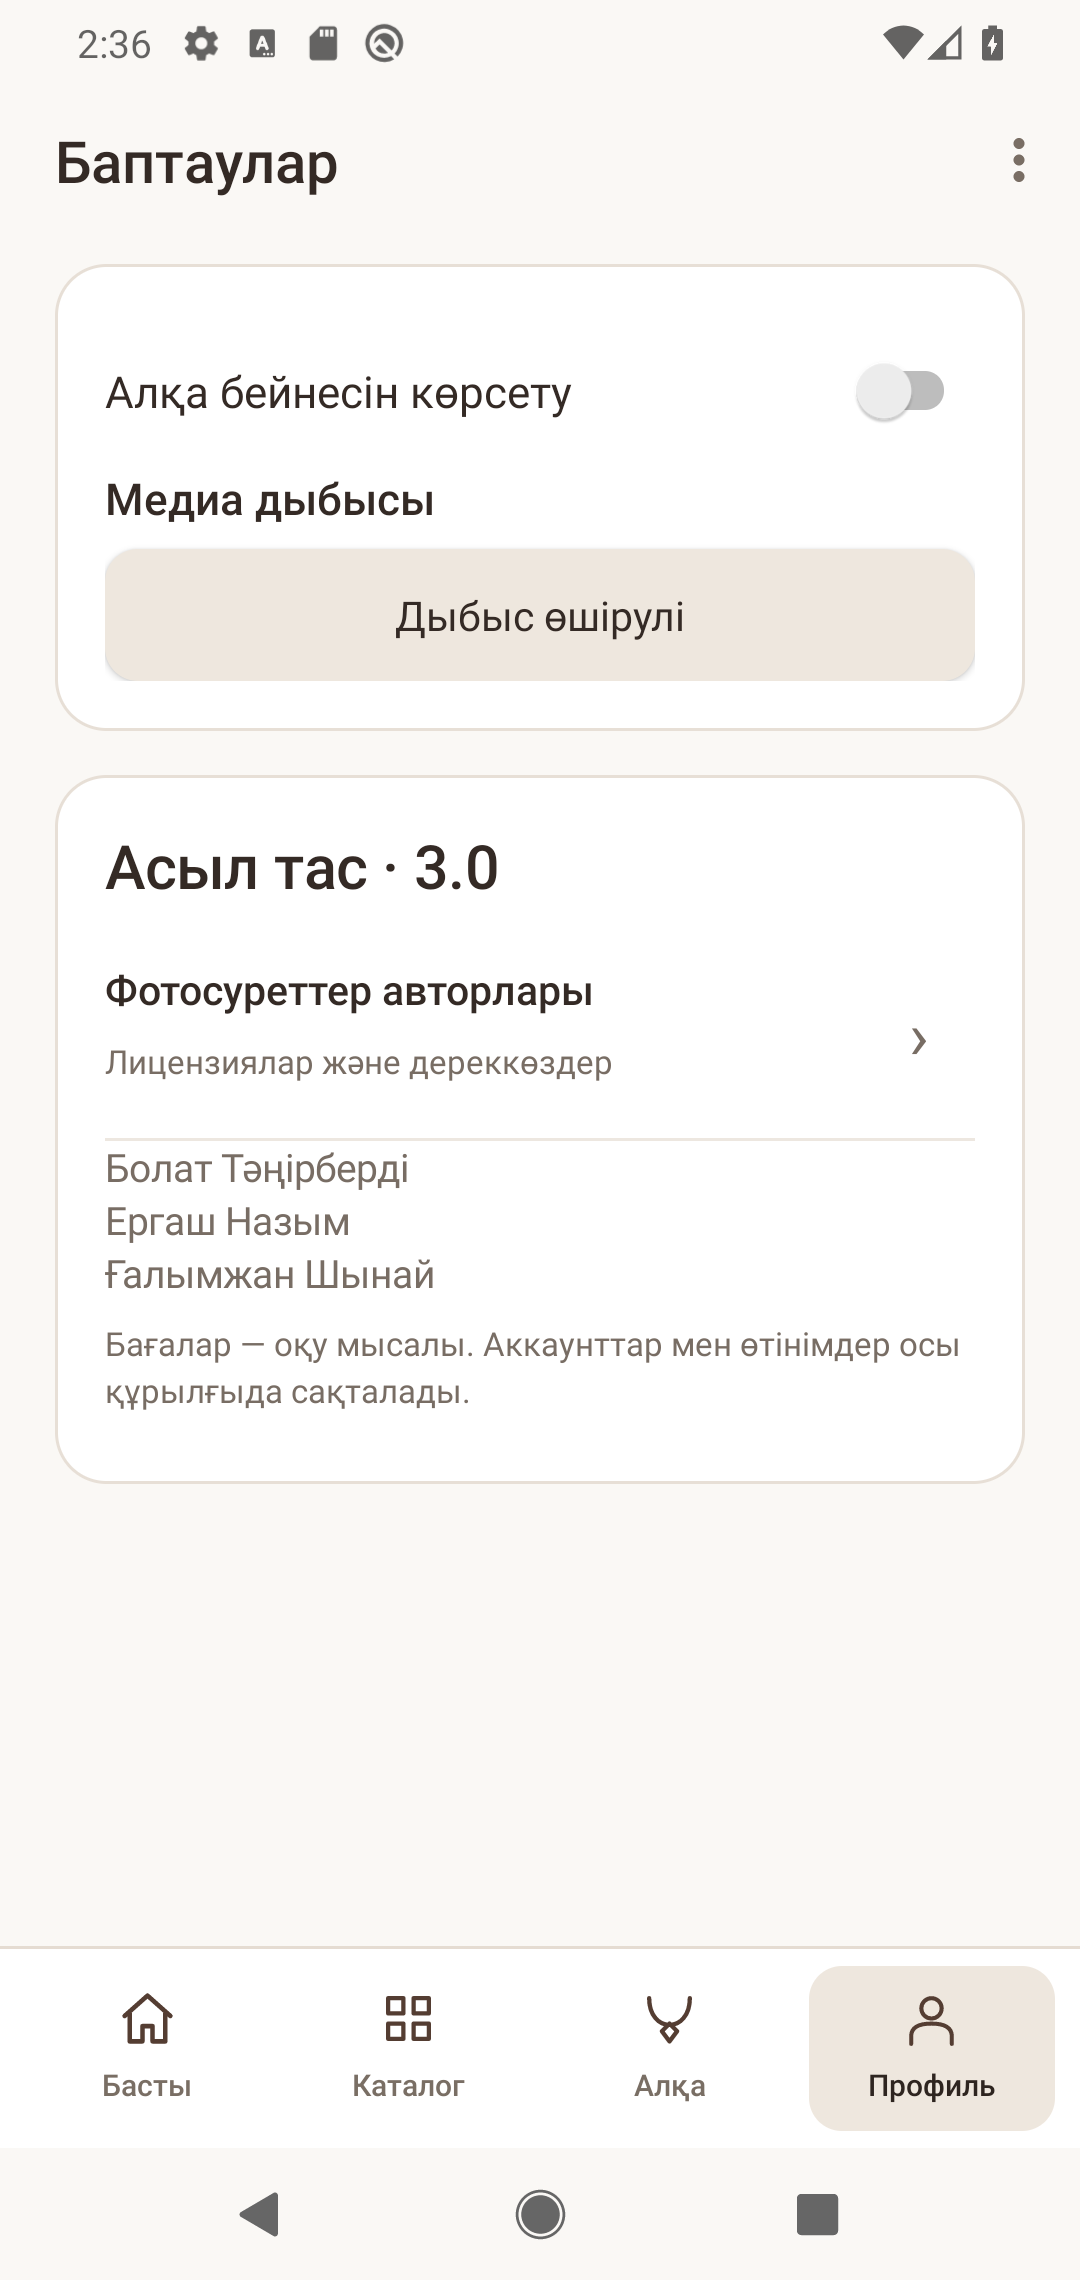 2:36
Баптаулар
Алқа бейнесін көрсету
Медиа дыбысы
Дыбыс өшірулі
Асыл тас · 3.0
Фотосуреттер авторлары
Лицензиялар және дереккөздер
Болат Тәңірберді
Ергаш Назым
Ғалымжан Шынай
Бағалар — оқу мысалы. Аккаунттар мен өтінімдер осы
құрылғыда сақталады.
Басты
Каталог
Алқа
Профиль